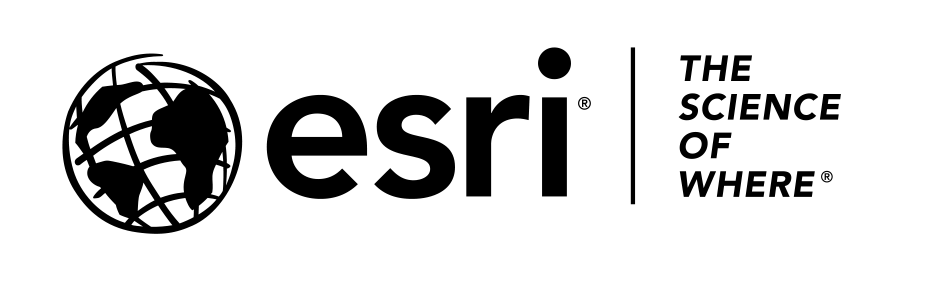 esri®
THE
SCIENCE
OF
WHERE®